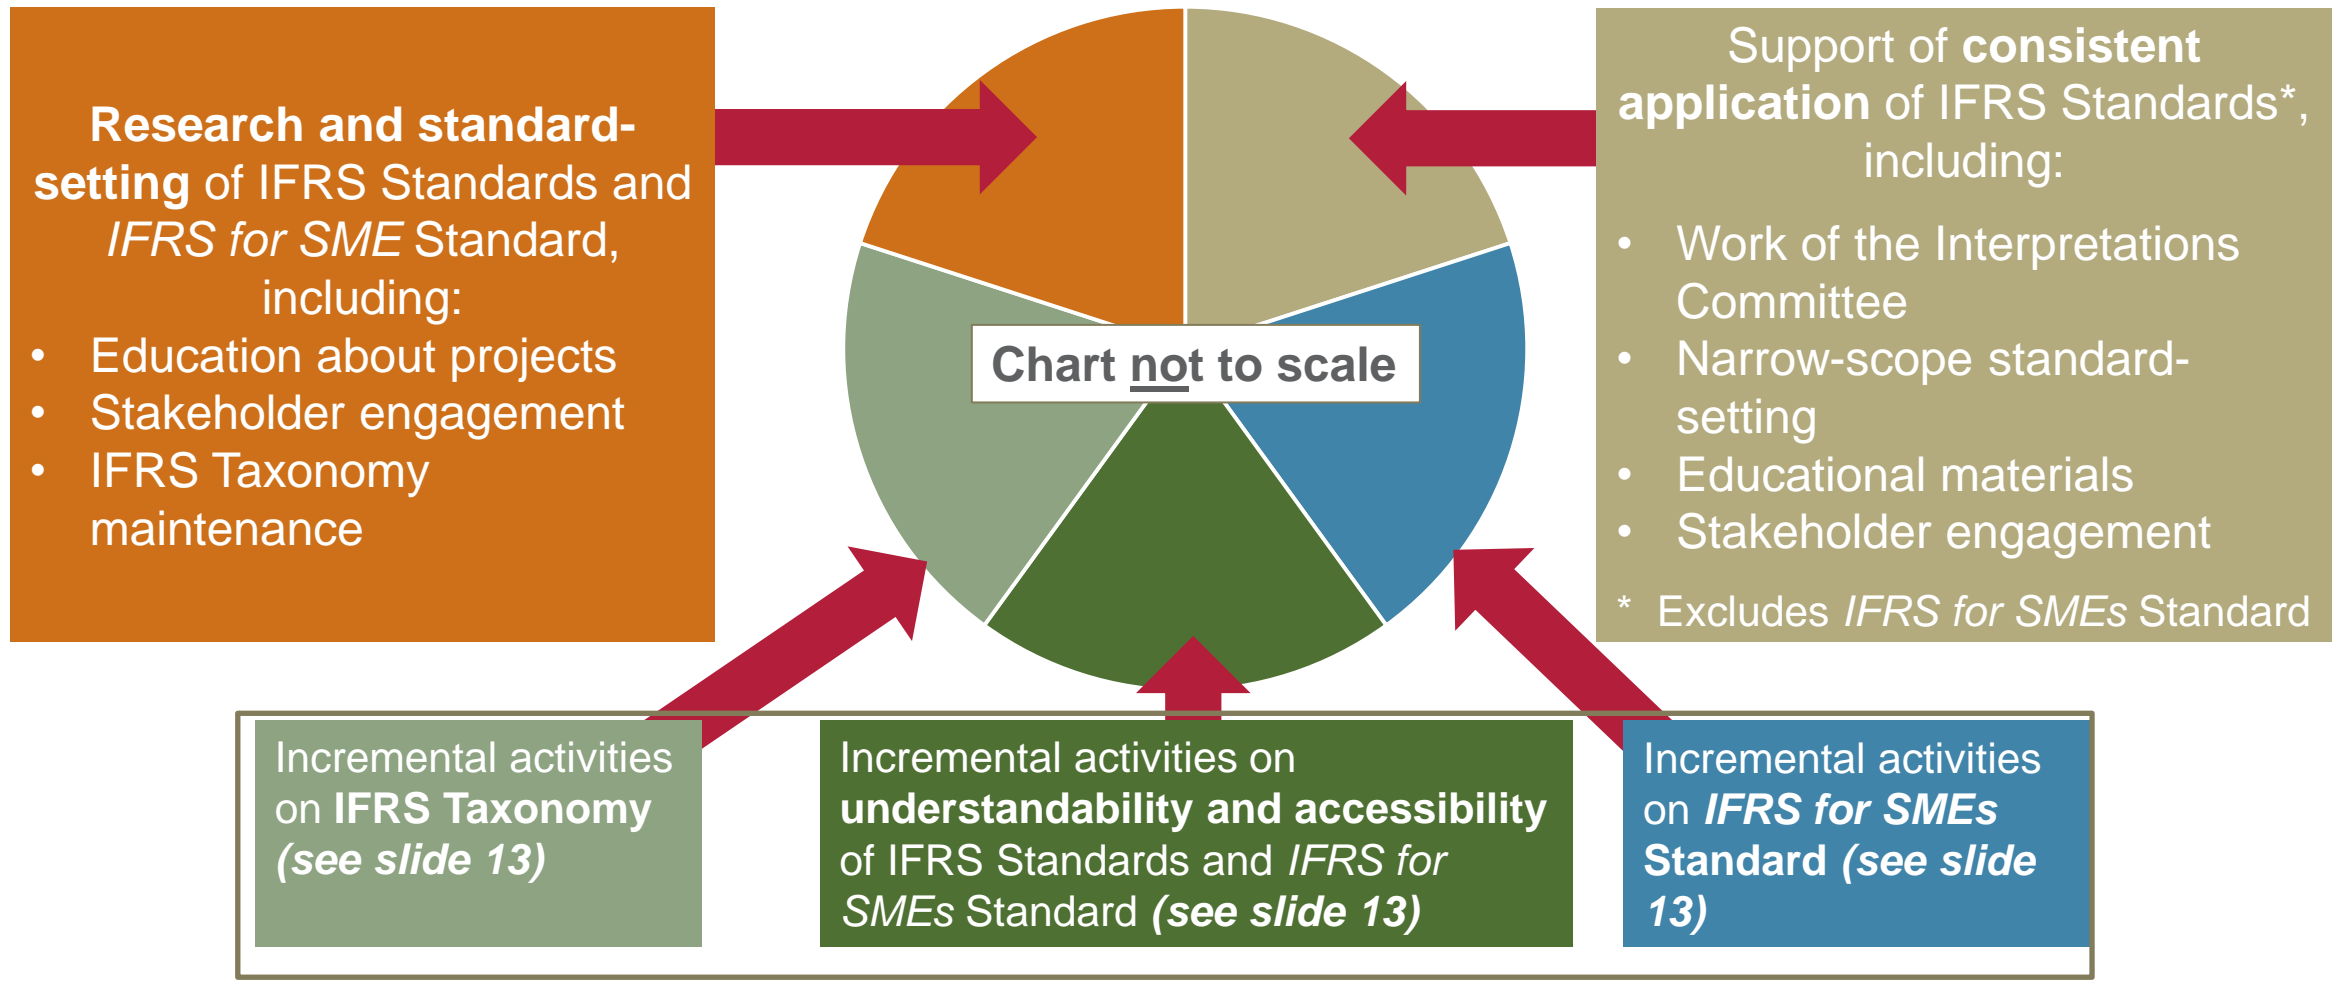 Research and standard-
setting of IFRS Standards and
IFRS for SME Standard,
including:
• Education about projects
• Stakeholder engagement
• IFRS Taxonomy
maintenance
Chart not to scale
Support of consistent
application of IFRS Standards*,
including:
• Work of the Interpretations
Committee
• Narrow-scope standard-
setting
• Educational materials
• Stakeholder engagement
* Excludes IFRS for SMEs Standard
Incremental activities
on IFRS Taxonomy
(see slide 13)
Incremental activities on
understandability and accessibility
of IFRS Standards and IFRS for
SMEs Standard (see slide 13)
Incremental activities
on IFRS for SMEs
Standard (see slide
13)